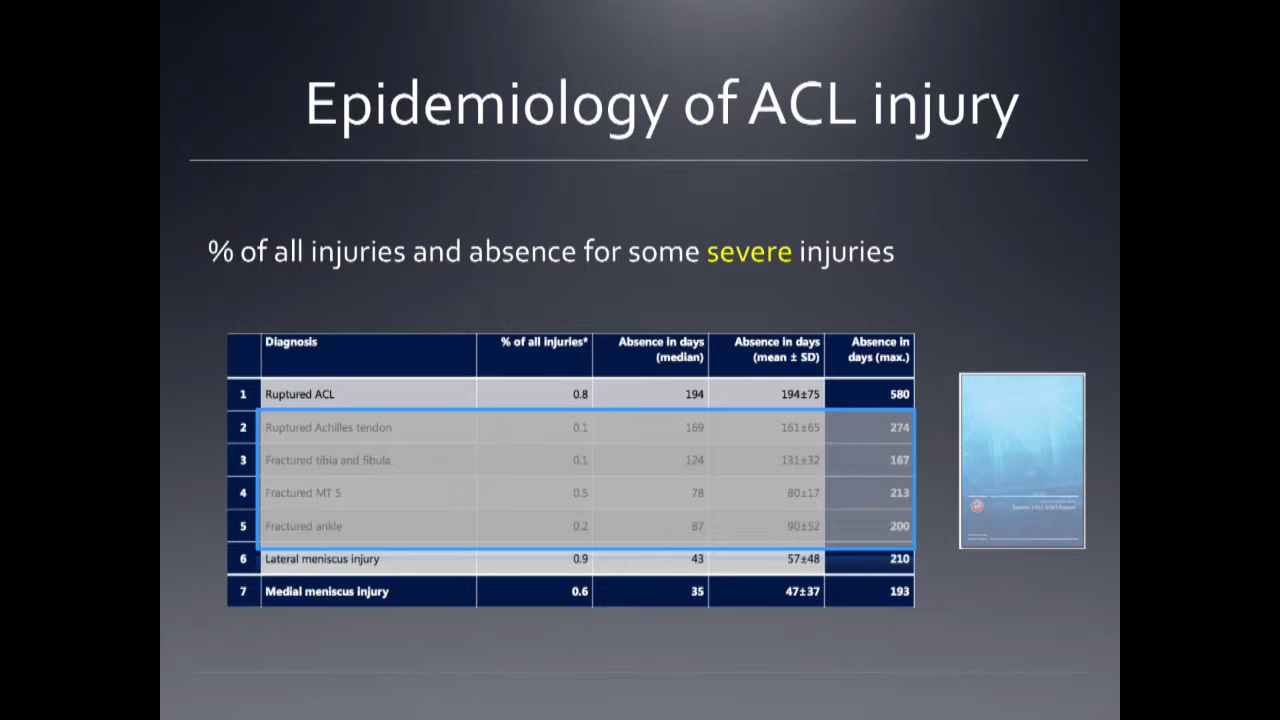 Epidemiology of ACL injury
% of all injuries and absence for some severe injuries
Diagnosis % of all injuries* Absence in days (median) Absence in days (mean ± SD) Absence in days (max.)
1 Ruptured ACL 0.8 194 194±75 580
2 Ruptured Achilles tendon 0.1 169 161±65 274
3 Fractured tibia and fibula 0.1 124 131±32 167
4 Fractured MT 5 0.5 78 80±17 213
5 Fractured ankle 0.2 87 90±52 200
6 Lateral meniscus injury 0.9 43 57±48 210
7 Medial meniscus injury 0.6 35 47±37 193